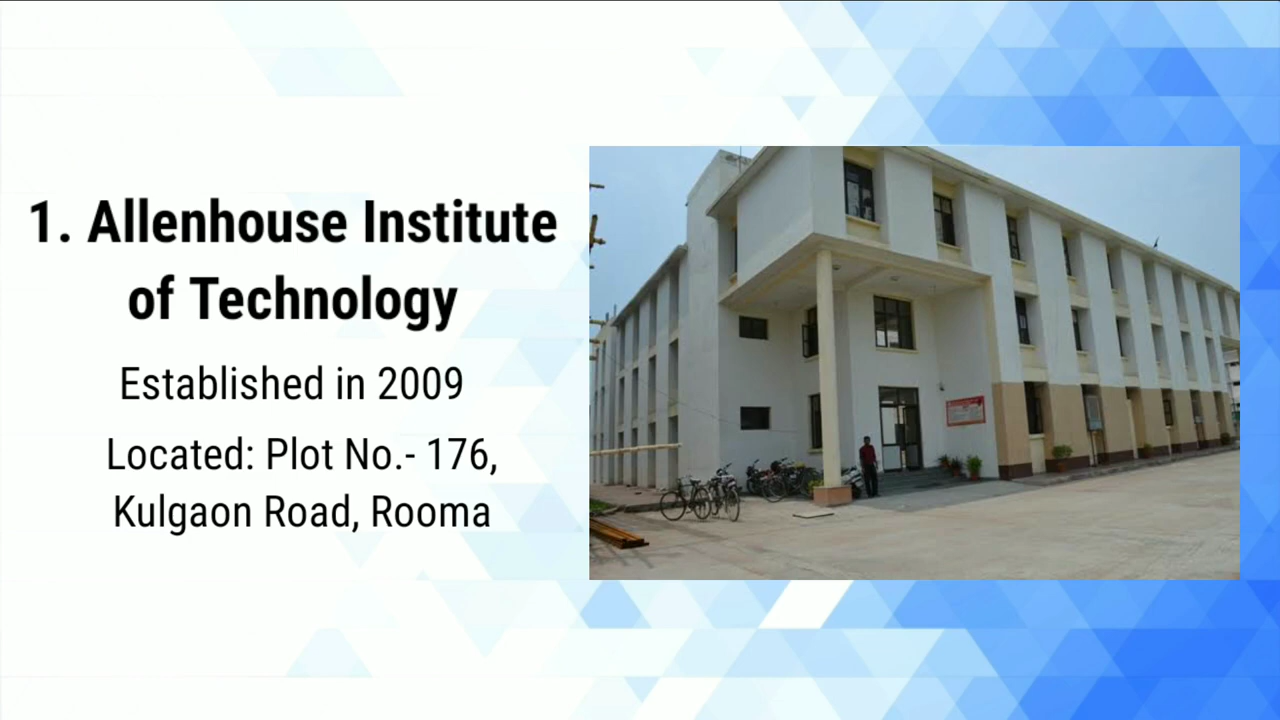 1. Allenhouse Institute
of Technology
Established in 2009
Located: Plot No.- 176,
Kulgaon Road, Rooma